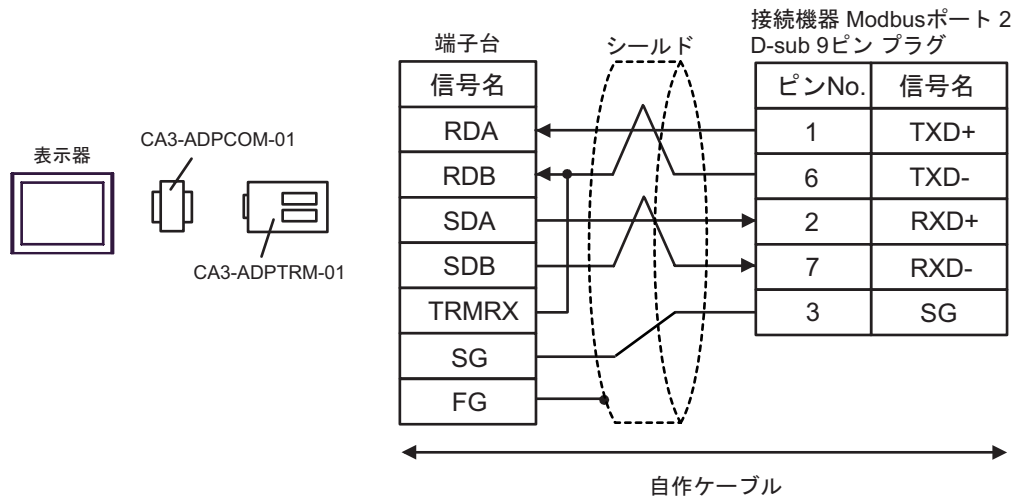 接続機器 Modbusポート 2
D-sub 9ピン プラグ
端子台
シールド
信号名
RDA
RDB
SDA
SDB
TRMRX
SG
FG
ピンNo. 信号名
1 TXD+
6 TXD-
2 RXD+
7 RXD-
3 SG
表示器
CA3-ADPCOM-01
CA3-ADPTRM-01
自作ケーブル